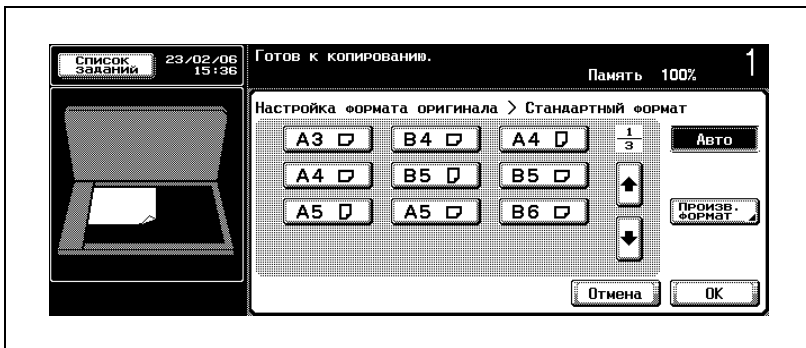 Список
заданий
23/02/06
15:36
Готов к копированию.
Память 100%
1
Настройка формата оригинала > Стандартный формат
A3 B4 A4
1/3
Авто
A4 B5 B5
A5 A5 B6
Произв.
формат
Отмена OK